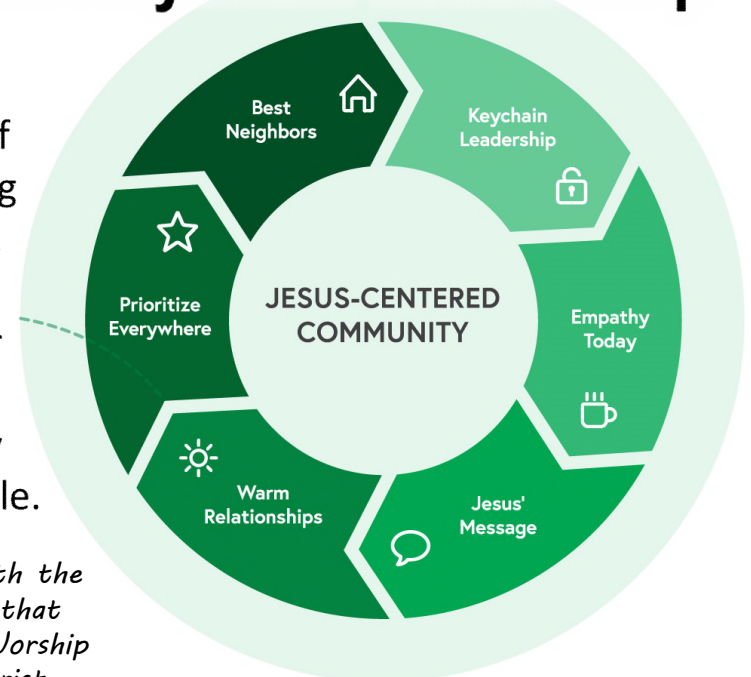 Best
Neighbors
Keychain
Leadership
Prioritize
Everywhere
JESUS-CENTERED
COMMUNITY
Empathy
Today
Warm
Relationships
Jesus'
Message
le.
th the
that
Worship